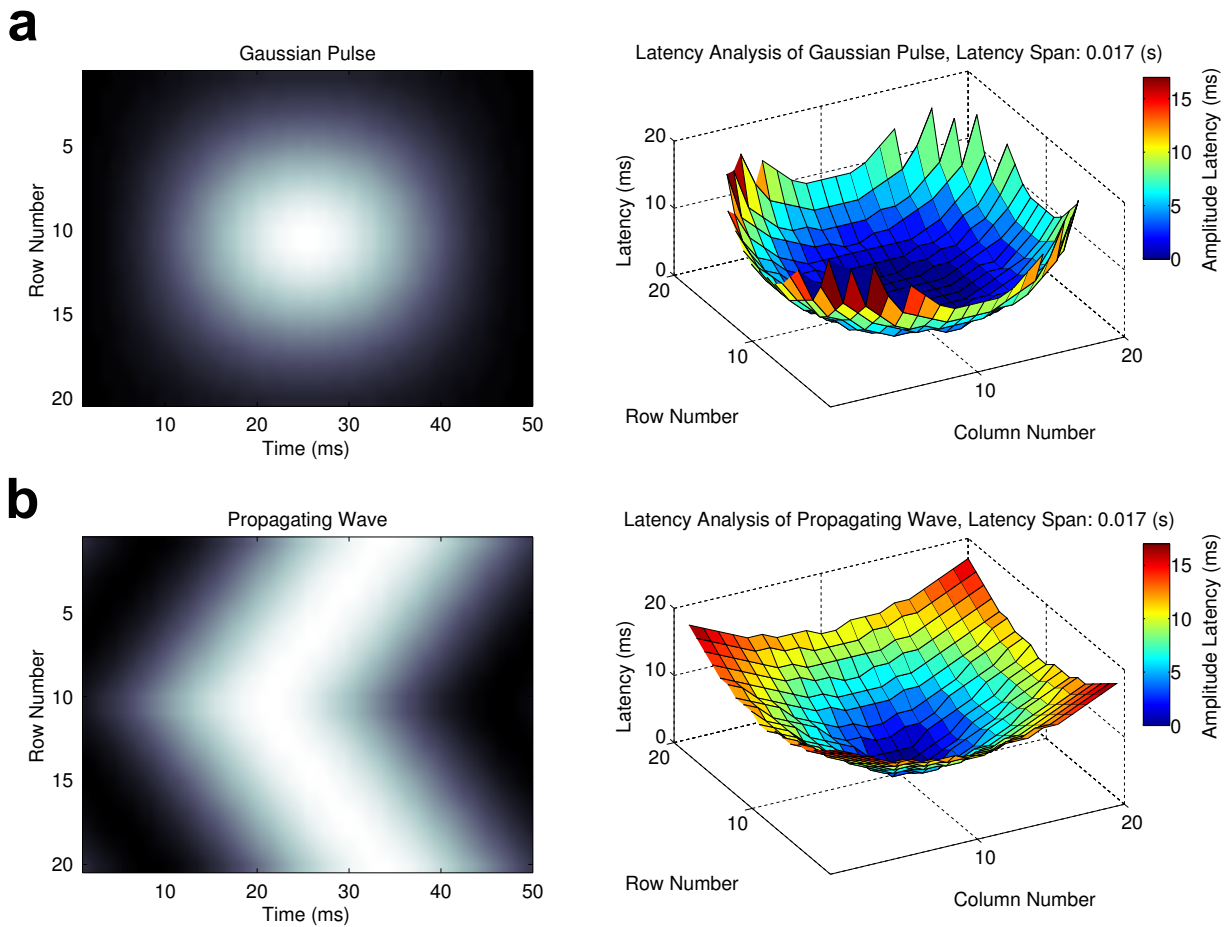 a
Gaussian Pulse
Row Number
5
10
15
20
10
20
30
40
50
Time (ms)
Latency Analysis of Gaussian Pulse, Latency Span: 0.017 (s)
Latency (ms)
20
10
0
20
10
Row Number
10
20
Column Number
15
10
5
0
Amplitude Latency (ms)
b
Propagating Wave
Row Number
5
10
15
20
10
20
30
40
50
Time (ms)
Latency Analysis of Propagating Wave, Latency Span: 0.017 (s)
Latency (ms)
20
10
0
20
10
Row Number
10
20
Column Number
15
10
5
0
Amplitude Latency (ms)